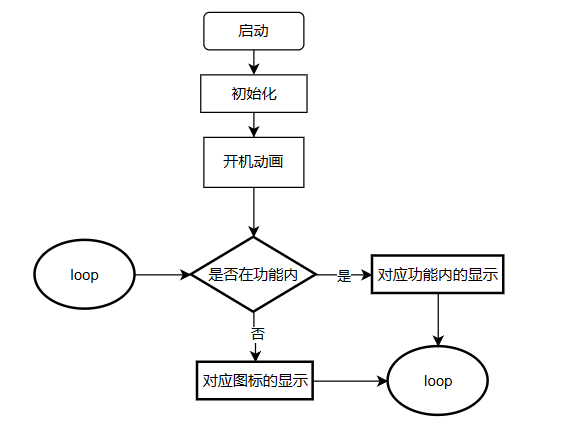 启动
初始化
开机动画
loop
是否在功能内
是
对应功能内的显示
否
对应图标的显示
loop